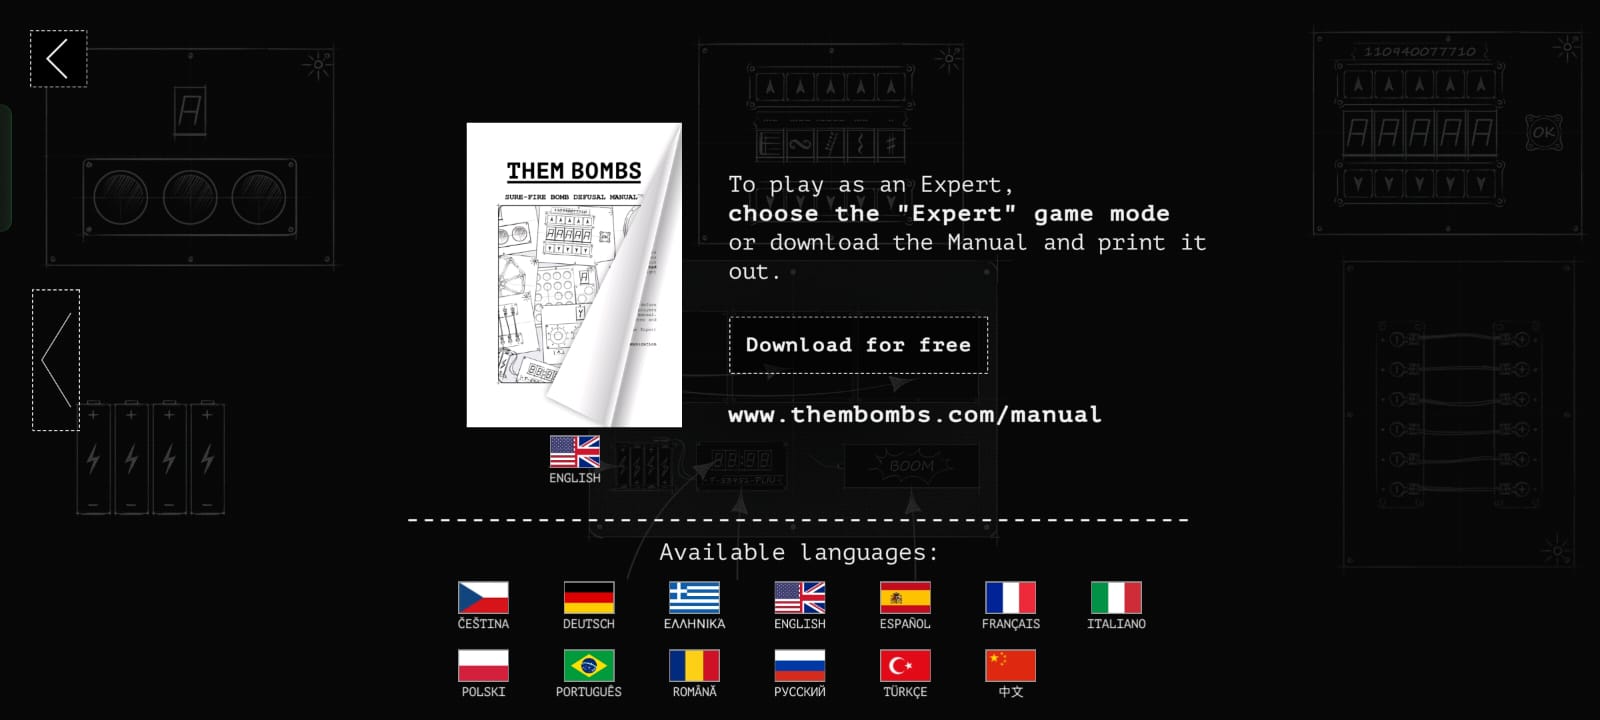 110940077710
OK
THEM BOMBS
SURE-FIRE BOMB DEFUSAL MANUAL
To play as an Expert,
choose the "Expert" game mode
or download the Manual and print it
out.
Download for free
www.thembombs.com/manual
ENGLISH
BOOM
Available languages:
ČEŠTINA
DEUTSCH
ΕΛΛΗΝΙΚΆ
ENGLISH
ESPAÑOL
FRANÇAIS
ITALIANO
POLSKI
PORTUGUÊS
ROMÂNĂ
РУССКИЙ
TÜRKÇE
中文